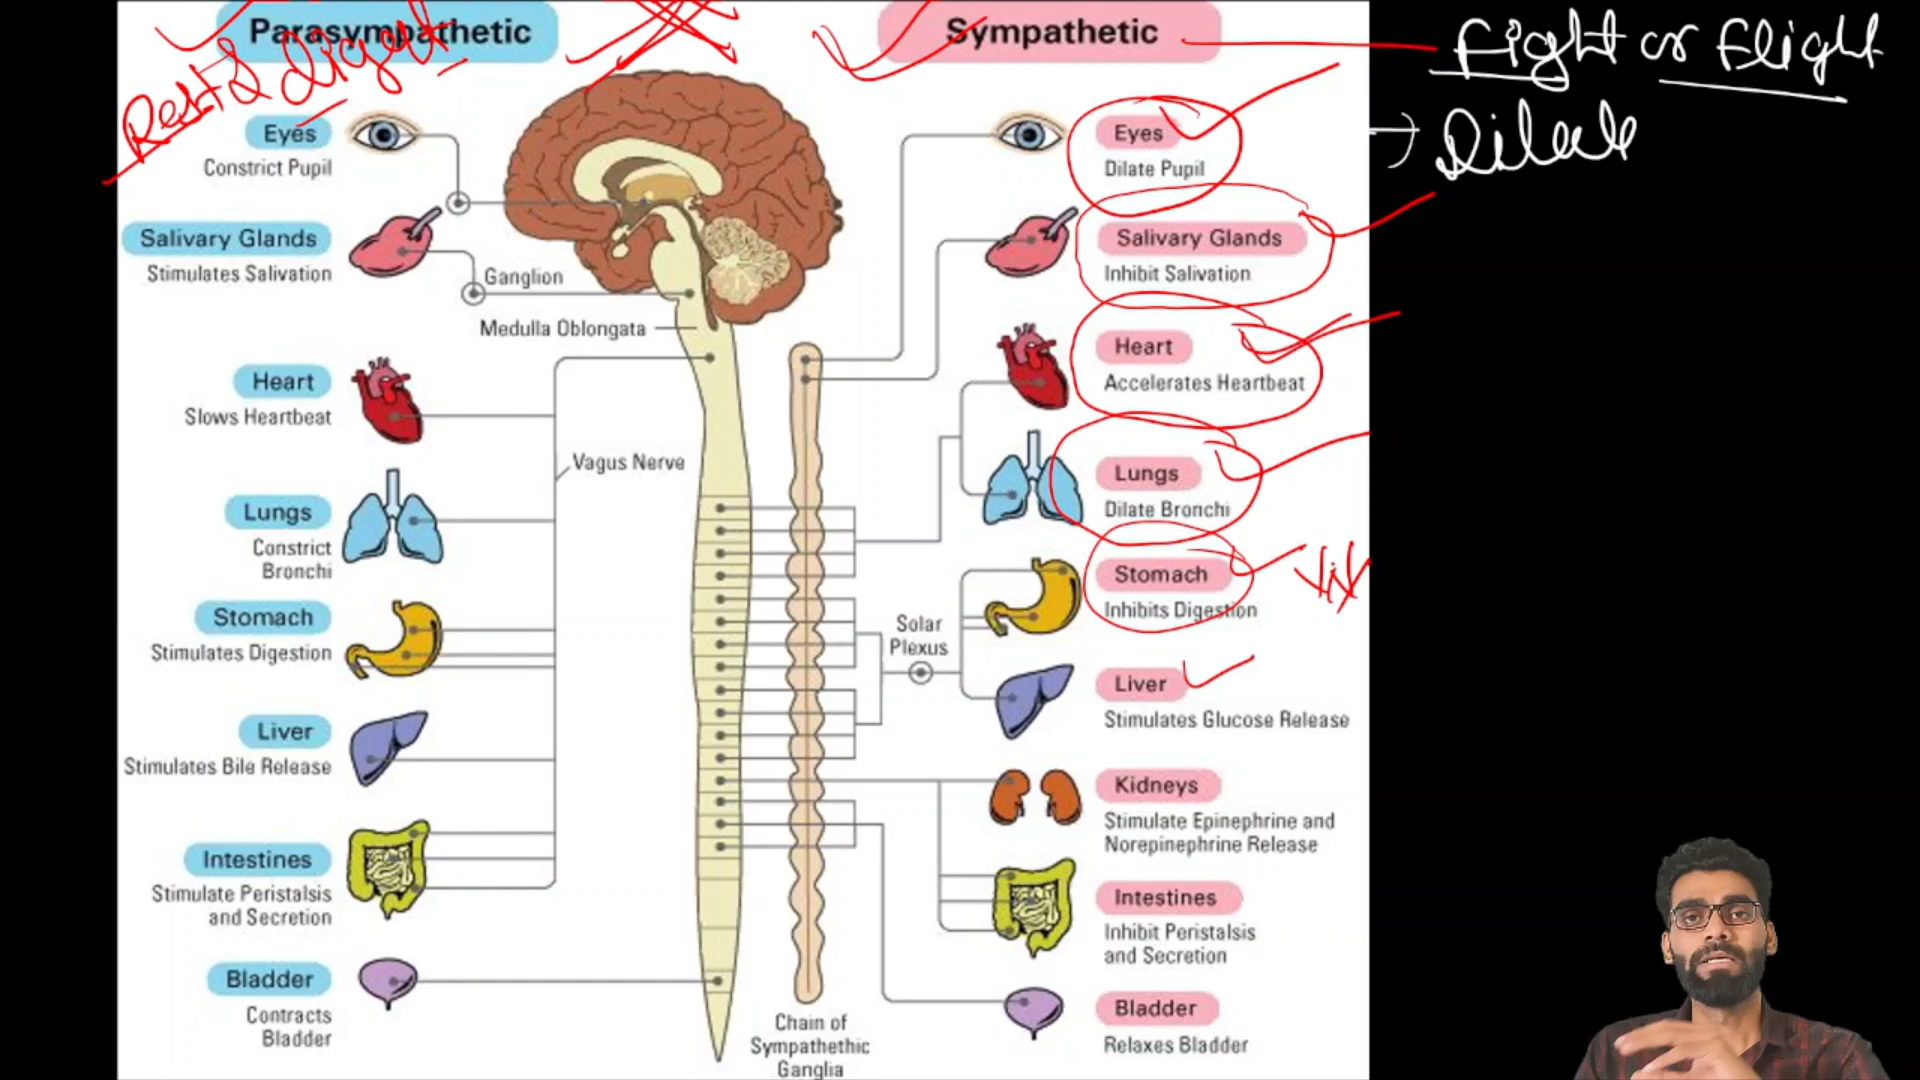 Parasympathetic
Sympathetic
Fight or flight
Rest & digest
Dilate
Eyes
Constrict Pupil
Salivary Glands
Stimulates Salivation
Ganglion
Medulla Oblongata
Heart
Slows Heartbeat
Vagus Nerve
Lungs
Constrict
Bronchi
Stomach
Stimulates Digestion
Liver
Stimulates Bile Release
Intestines
Stimulate Peristalsis
and Secretion
Bladder
Contracts
Bladder
Chain of
Sympathethic
Ganglia
Solar
Plexus
Eyes
Dilate Pupil
Salivary Glands
Inhibit Salivation
Heart
Accelerates Heartbeat
Lungs
Dilate Bronchi
Stomach
Inhibits Digestion
Liver
Stimulates Glucose Release
Kidneys
Stimulate Epinephrine and
Norepinephrine Release
Intestines
Inhibit Peristalsis
and Secretion
Bladder
Relaxes Bladder